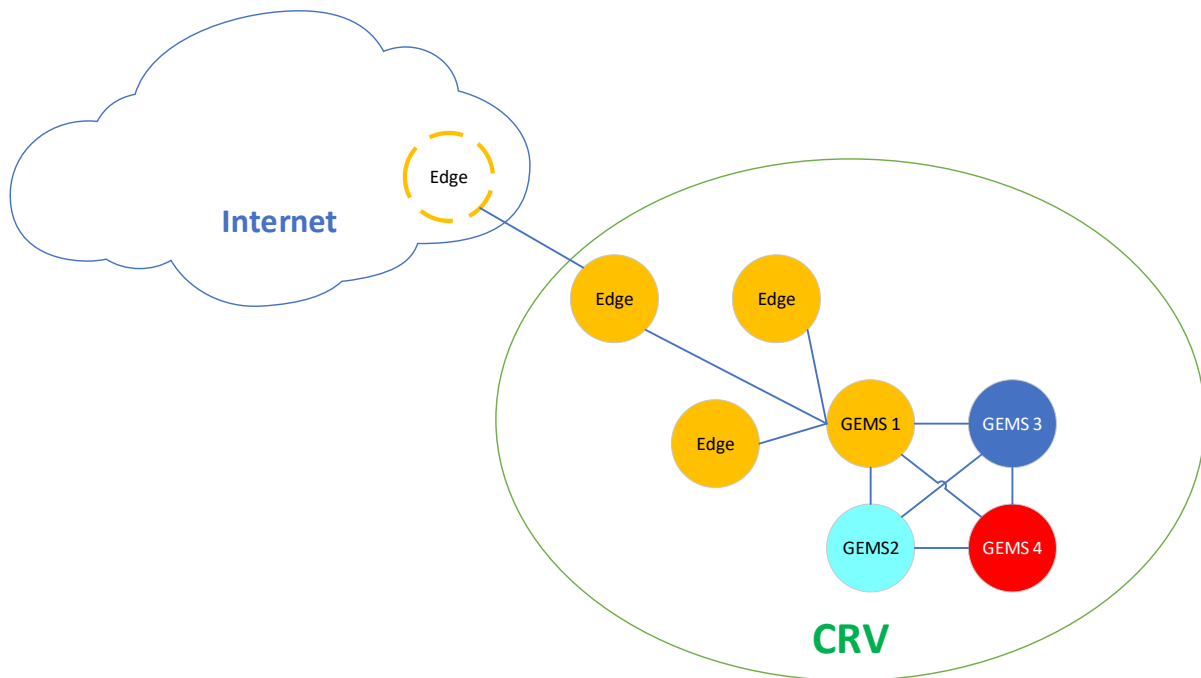 Edge
Internet
Edge
Edge
Edge
GEMS 1
GEMS 3
GEMS2
GEMS 4
CRV